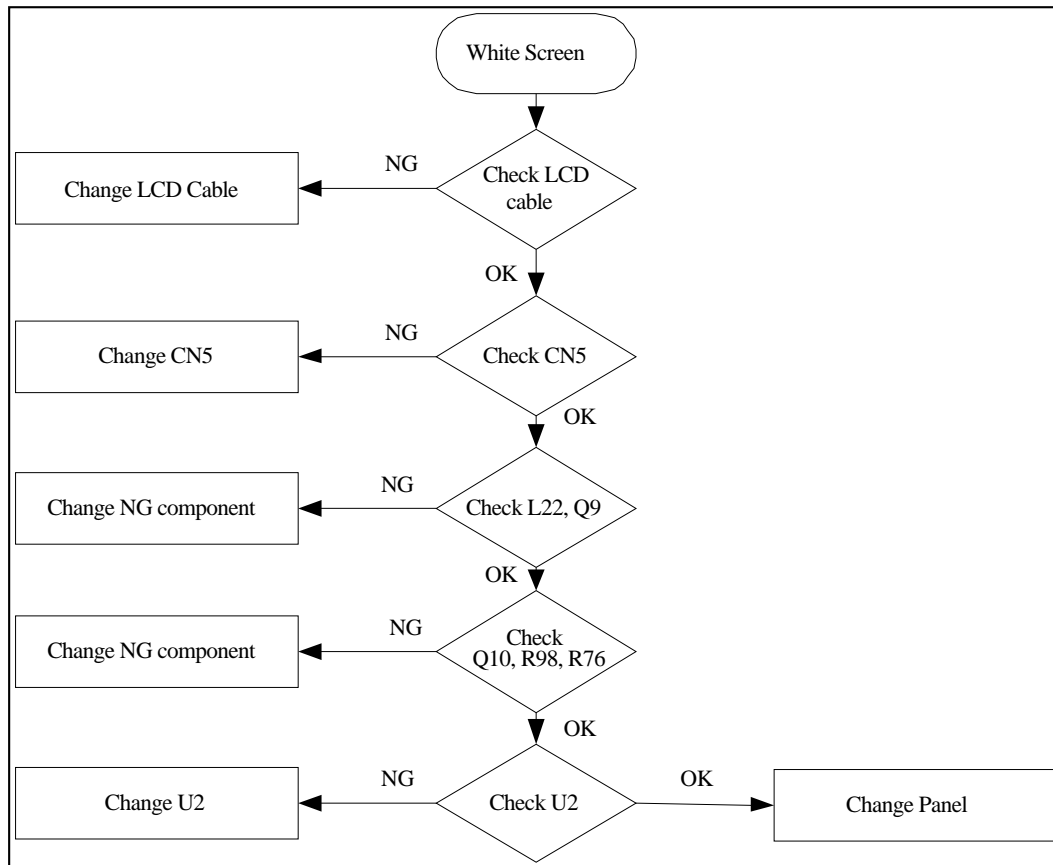 White Screen
NG
Check LCD
cable
Change LCD Cable
OK
NG
Check CN5
Change CN5
OK
NG
Check L22, Q9
Change NG component
OK
NG
Check
Q10, R98, R76
Change NG component
OK
NG
Check U2
Change U2
OK
Change Panel